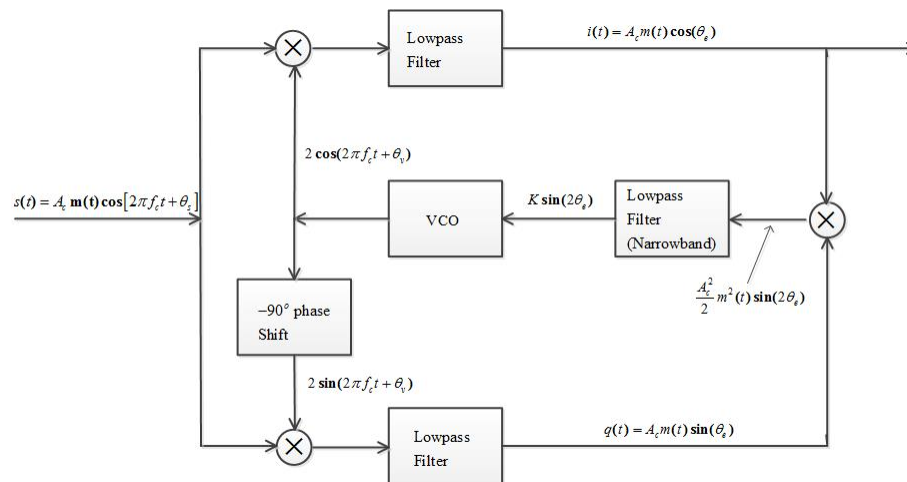 Lowpass
Filter
i(t) = A_c m(t) cos(θ_e)
2 cos(2π f_c t + θ_v)
s(t) = A_c m(t) cos[2π f_c t + θ_s]
VCO
K sin(2θ_e)
Lowpass
Filter
(Narrowband)
A_c^2/2 m^2(t) sin(2θ_e)
−90° phase
Shift
2 sin(2π f_c t + θ_v)
Lowpass
Filter
q(t) = A_c m(t) sin(θ_e)